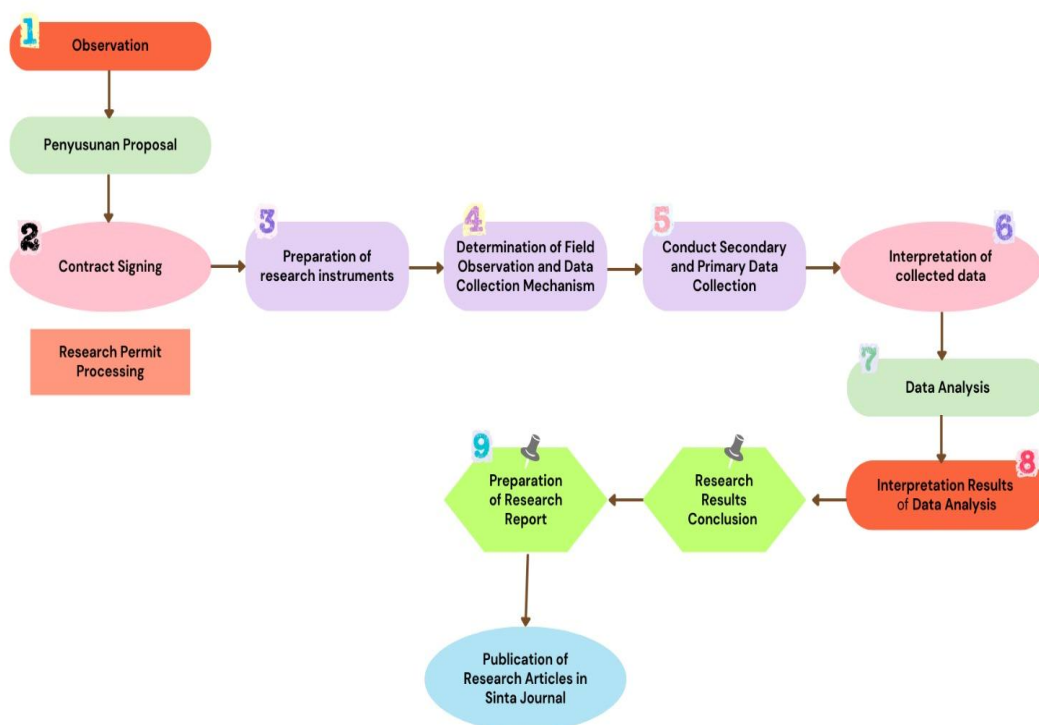 1
Observation
Penyusunan Proposal
2
Contract Signing
Research Permit
Processing
3
Preparation of
research instruments
4
Determination of Field
Observation and Data
Collection Mechanism
5
Conduct Secondary
and Primary Data
Collection
6
Interpretation of
collected data
7
Data Analysis
8
Interpretation Results
of Data Analysis
Research
Results
Conclusion
9
Preparation
of Research
Report
Publication of
Research Articles in
Sinta Journal